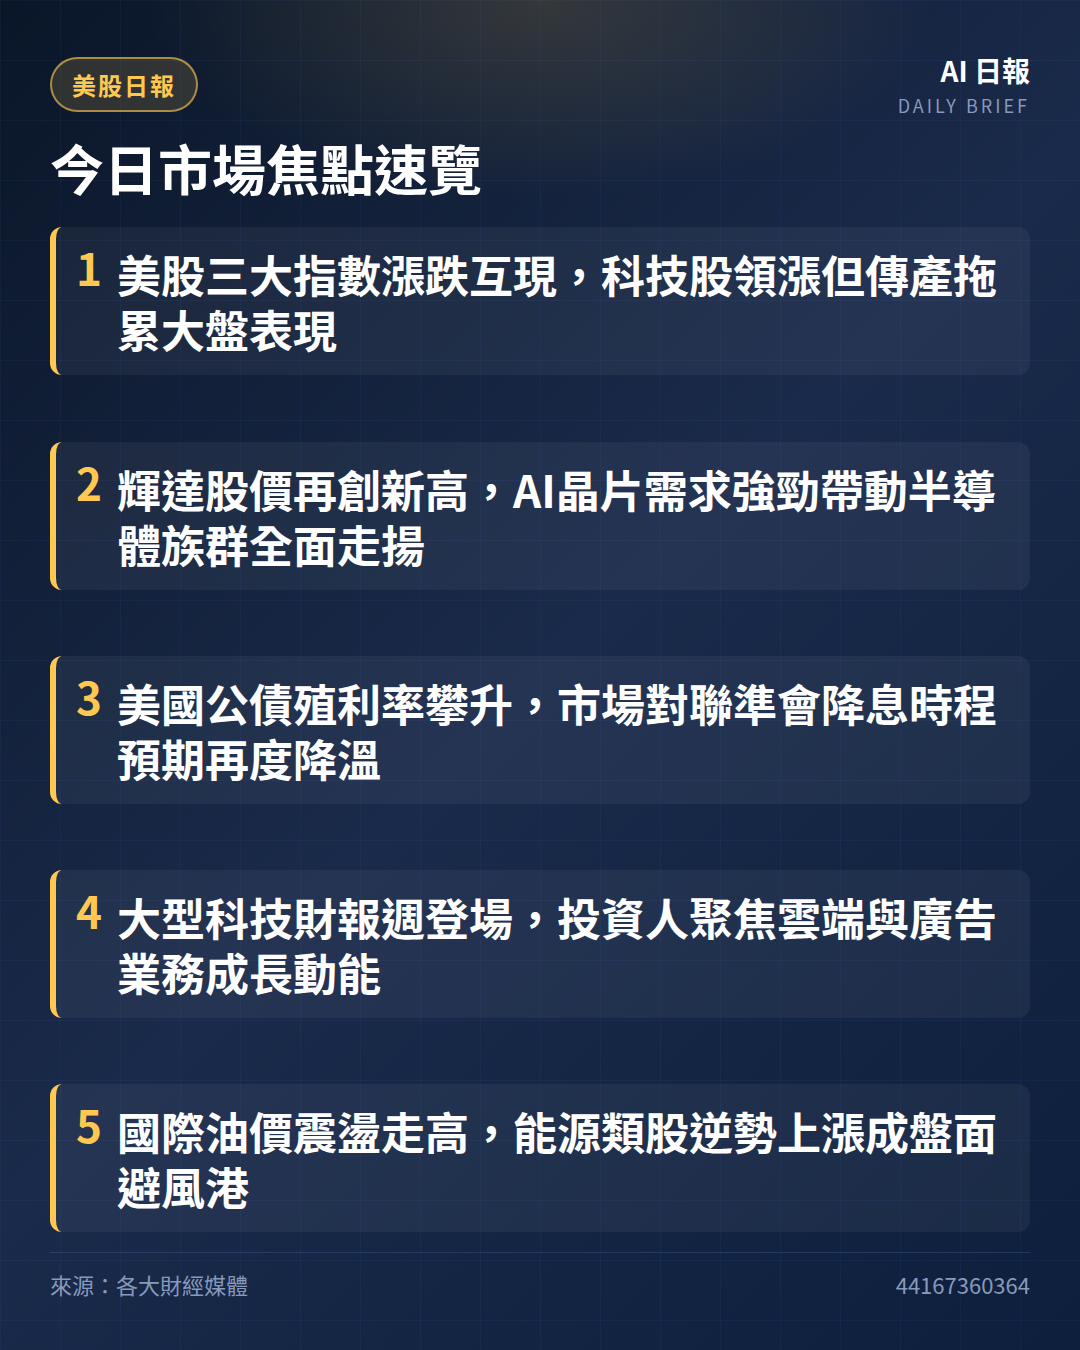 美股日報
AI 日報
DAILY BRIEF
今日市場焦點速覽
1 美股三大指數漲跌互現，科技股領漲但傳產拖
累大盤表現
2 輝達股價再創新高，AI晶片需求強勁帶動半導
體族群全面走揚
3 美國公債殖利率攀升，市場對聯準會降息時程
預期再度降溫
4 大型科技財報週登場，投資人聚焦雲端與廣告
業務成長動能
5 國際油價震盪走高，能源類股逆勢上漲成盤面
避風港
來源：各大財經媒體
44167360364